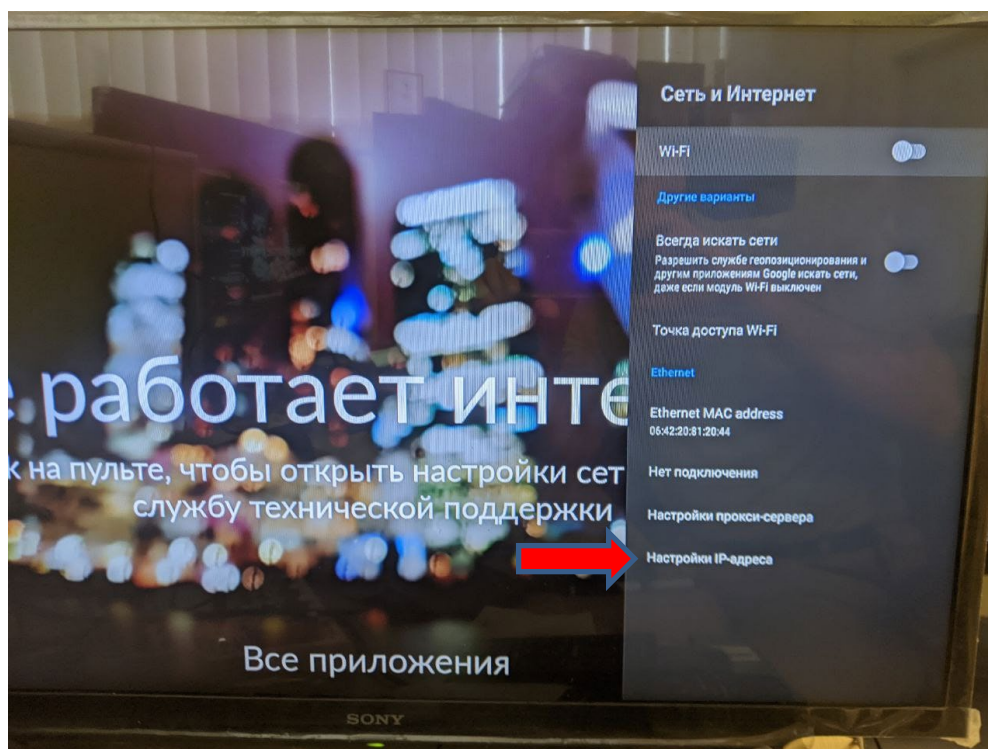 Сеть и Интернет
Wi-Fi
Другие варианты
Всегда искать сети
Разрешить службе геопозиционирования и
другим приложениям Google искать сети,
даже если модуль Wi-Fi выключен
Точка доступа Wi-Fi
Ethernet
Ethernet MAC address
06:42:20:81:20:44
Нет подключения
Настройки прокси-сервера
Настройки IP-адреса
работает инте
к на пульте, чтобы открыть настройки сет
службу технической поддержки
Все приложения
SONY